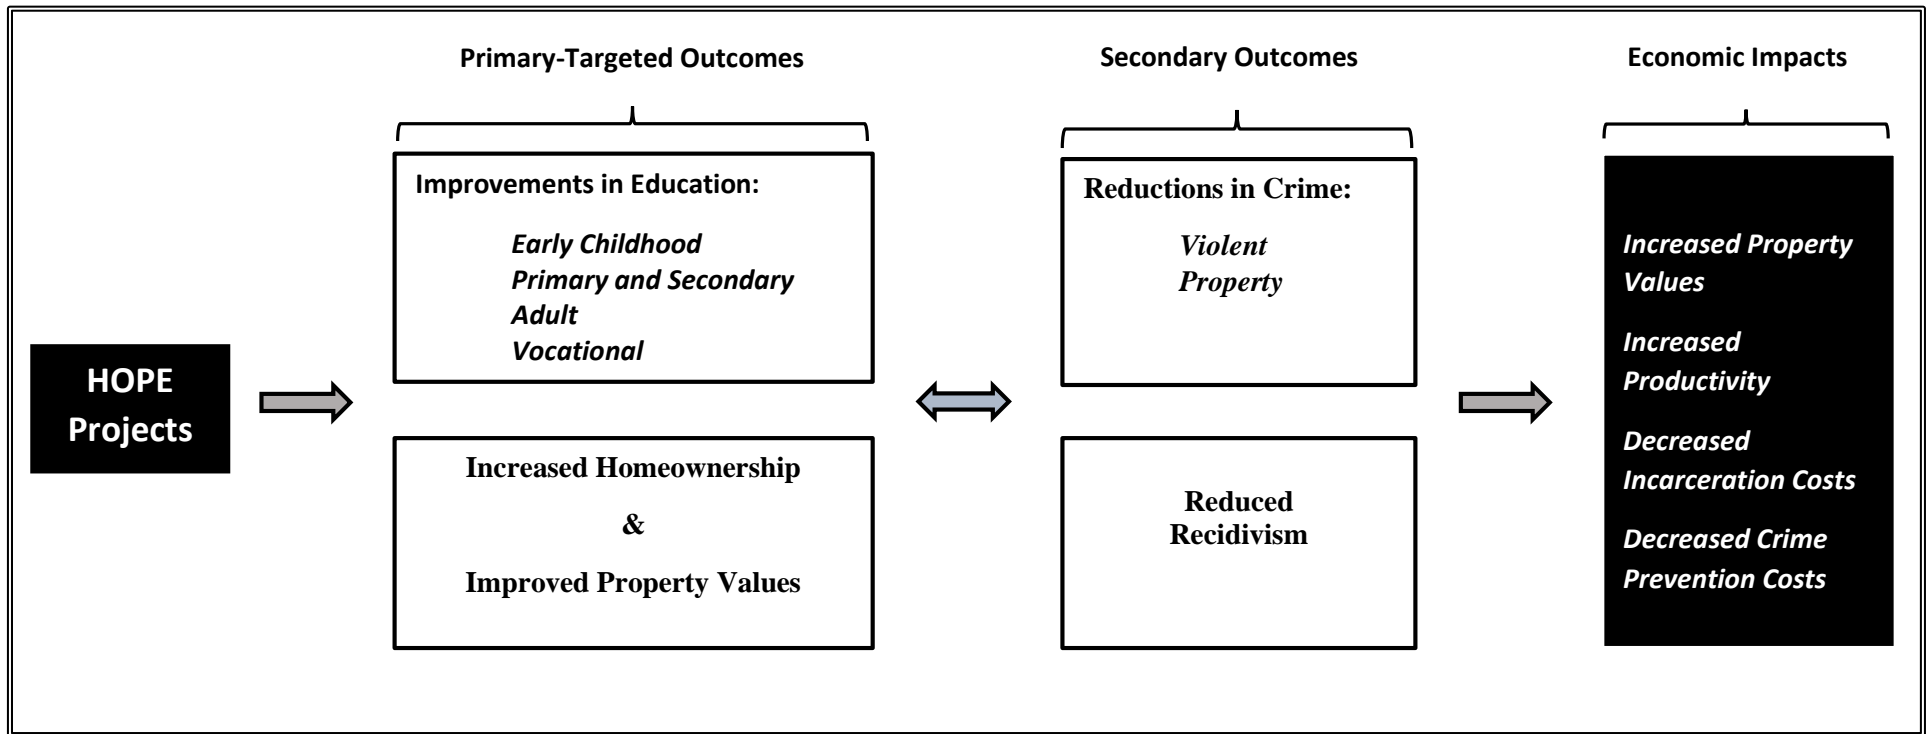 Primary-Targeted Outcomes
Secondary Outcomes
Economic Impacts
HOPE
Projects
Improvements in Education:
Early Childhood
Primary and Secondary
Adult
Vocational
Increased Homeownership
&
Improved Property Values
Reductions in Crime:
Violent
Property
Reduced
Recidivism
Increased Property
Values
Increased
Productivity
Decreased
Incarceration Costs
Decreased Crime
Prevention Costs